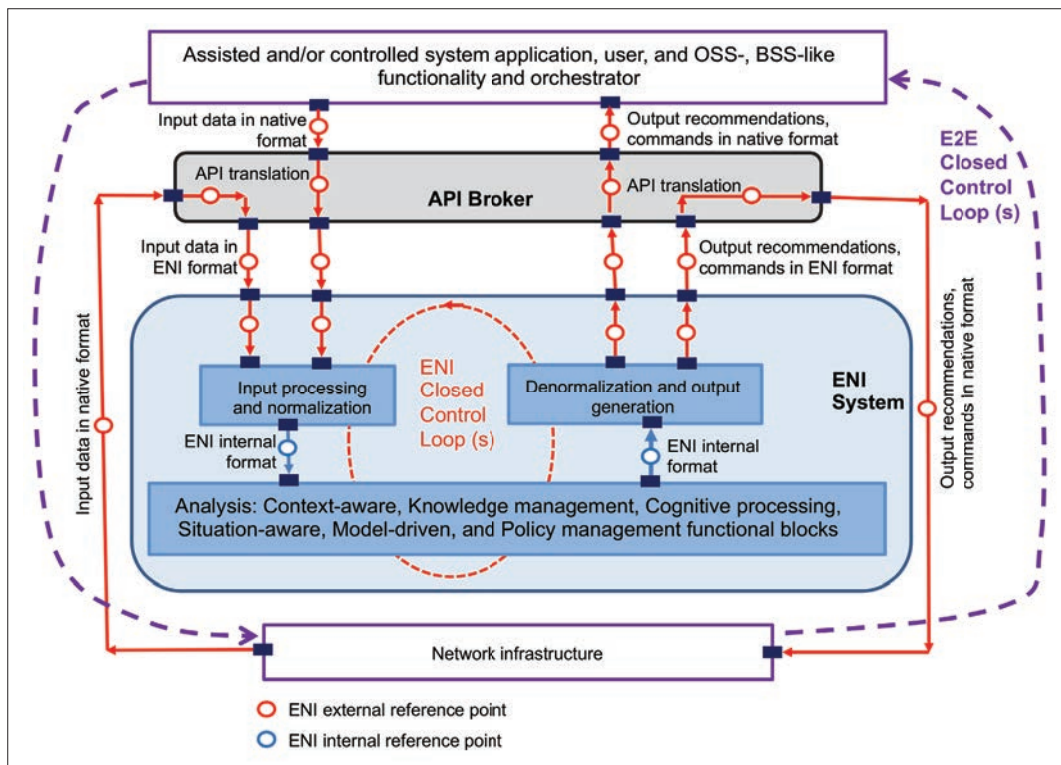 Assisted and/or controlled system application, user, and OSS-, BSS-like
functionality and orchestrator
Input data in native
format
Output recommendations,
commands in native format
E2E
Closed
Control
Loop (s)
API translation
API Broker
API translation
Input data in
ENI format
Output recommendations,
commands in ENI format
Input data in native format
ENI
Closed
Control
Loop (s)
Input processing
and normalization
Denormalization and output
generation
ENI
System
Output recommendations,
commands in native format
ENI internal
format
ENI internal
format
Analysis: Context-aware, Knowledge management, Cognitive processing,
Situation-aware, Model-driven, and Policy management functional blocks
Network infrastructure
ENI external reference point
ENI internal reference point